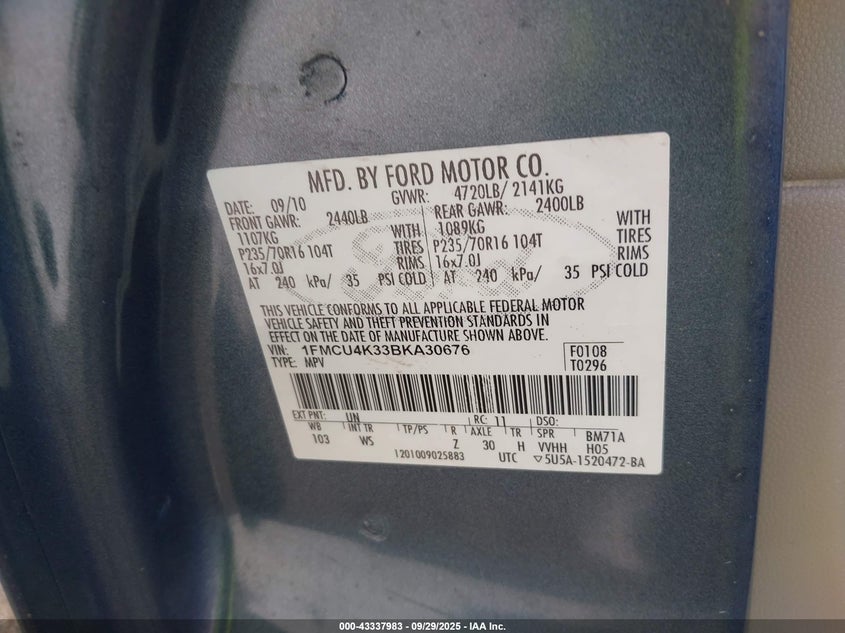 MFD. BY FORD MOTOR CO.
DATE: 09/10 GVWR: 4720LB/ 2141KG
FRONT GAWR: 2440LB REAR GAWR: 2400LB
1107KG WITH 1089KG WITH
P235/70R16 104T TIRES P235/70R16 104T TIRES
16x7.0J RIMS 16x7.0J RIMS
AT 240 kPa/ 35 PSI COLD AT 240 kPa/ 35 PSI COLD
THIS VEHICLE CONFORMS TO ALL APPLICABLE FEDERAL MOTOR
VEHICLE SAFETY AND THEFT PREVENTION STANDARDS IN
EFFECT ON THE DATE OF MANUFACTURE SHOWN ABOVE.
VIN: 1FMCU4K33BKA30676 F0108
TYPE: MPV T0296
EXT PNT: UN RC: 11 DSO:
WB INT TR TP/PS R AXLE TR SPR BM71A
103 WS Z 30 H VVHH H05
1201009025883 UTC ▽5U5A-1520472-BA
000-43337983 - 09/29/2025 - IAA Inc.